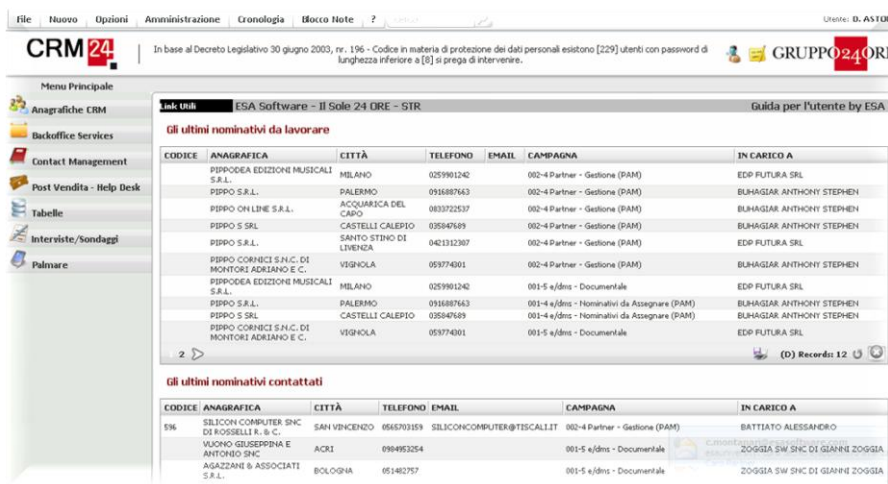 File Nuovo Opzioni Amministrazione Cronologia Blocco Note ? Utente: D. ASTO
CRM 24.
In base al Decreto Legislativo 30 giugno 2003, nr. 196 - Codice in materia di protezione dei dati personali esistono [229] utenti con password di
lunghezza inferiore a [8] si prega di intervenire.
GRUPPO24OR
Menu Principale
Anagrafiche CRM
Backoffice Services
Contact Management
Post Vendita - Help Desk
Tabelle
Interviste/Sondaggi
Palmare
Link Utili ESA Software - Il Sole 24 ORE - STR Guida per l'utente by ESA
Gli ultimi nominativi da lavorare
CODICE ANAGRAFICA CITTÀ TELEFONO EMAIL CAMPAGNA IN CARICO A
PIPPODEA EDIZIONI MUSICALI S.R.L. MILANO 0259901242 002-4 Partner - Gestione (PAM) EDP FUTURA SRL
PIPPO S.R.L. PALERMO 0916887663 002-4 Partner - Gestione (PAM) BUHAGIAR ANTHONY STEPHEN
PIPPO ON LINE S.R.L. ACQUARICA DEL CAPO 0833722537 002-4 Partner - Gestione (PAM) BUHAGIAR ANTHONY STEPHEN
PIPPO S SRL CASTELLI CALEPIO 035847689 002-4 Partner - Gestione (PAM) BUHAGIAR ANTHONY STEPHEN
PIPPO S.R.L. SANTO STINO DI LIVENZA 0421312307 002-4 Partner - Gestione (PAM) EDP FUTURA SRL
PIPPO CORNICI S.N.C. DI MONTORI ADRIANO E C. VIGNOLA 059774301 002-4 Partner - Gestione (PAM) BUHAGIAR ANTHONY STEPHEN
PIPPODEA EDIZIONI MUSICALI S.R.L. MILANO 0259901242 001-5 e/dms - Documentale EDP FUTURA SRL
PIPPO S.R.L. PALERMO 0916887663 001-4 e/dms - Nominativi da Assegnare (PAM) BUHAGIAR ANTHONY STEPHEN
PIPPO S SRL CASTELLI CALEPIO 035847689 001-4 e/dms - Nominativi da Assegnare (PAM) BUHAGIAR ANTHONY STEPHEN
PIPPO CORNICI S.N.C. DI MONTORI ADRIANO E C. VIGNOLA 059774301 001-5 e/dms - Documentale EDP FUTURA SRL
2 (D) Records: 12
Gli ultimi nominativi contattati
CODICE ANAGRAFICA CITTÀ TELEFONO EMAIL CAMPAGNA IN CARICO A
596 SILICON COMPUTER SNC DI ROSSELLI R. & C. SAN VINCENZO 0565703159 SILICONCOMPUTER@TISCALI.IT 002-4 Partner - Gestione (PAM) BATTIATO ALESSANDRO
VUONO GIUSEPPINA E ANTONIO SNC ACRI 0984953254 001-5 e/dms - Documentale ZOGGIA SW SNC DI GIANNI ZOGGIA
AGAZZANI & ASSOCIATI S.R.L. BOLOGNA 051482757 001-5 e/dms - Documentale ZOGGIA SW SNC DI GIANNI ZOGGIA